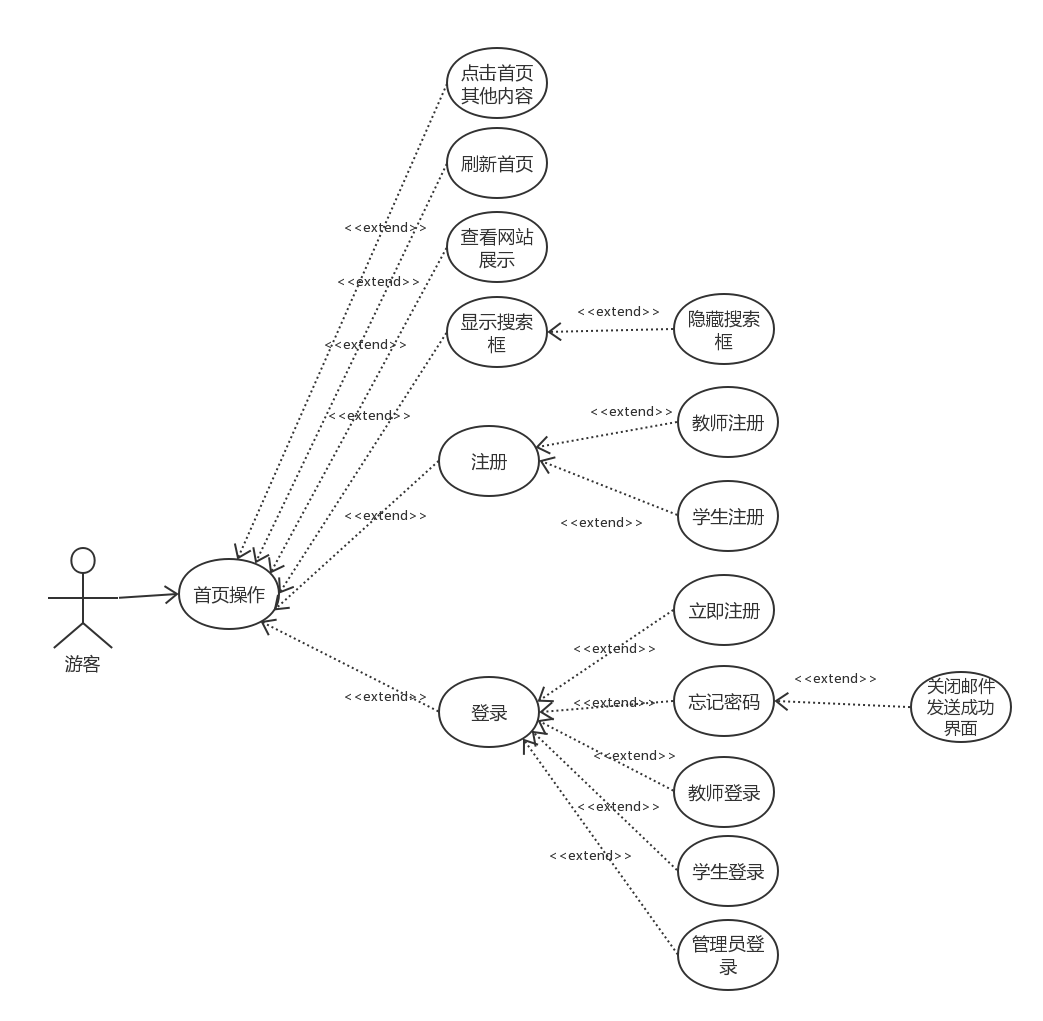 点击首页
其他内容
刷新首页
<<extend>>
查看网站
展示
<<extend>>
显示搜索
框
<<extend>>
隐藏搜索
框
<<extend>>
<<extend>>
<<extend>>
教师注册
注册
<<extend>>
学生注册
<<extend>>
首页操作
游客
立即注册
<<extend>>
<<extend>>
登录
<<extend>>
忘记密码
<<extend>>
关闭邮件
发送成功
界面
<<extend>>
教师登录
<<extend>>
学生登录
<<extend>>
管理员登
录